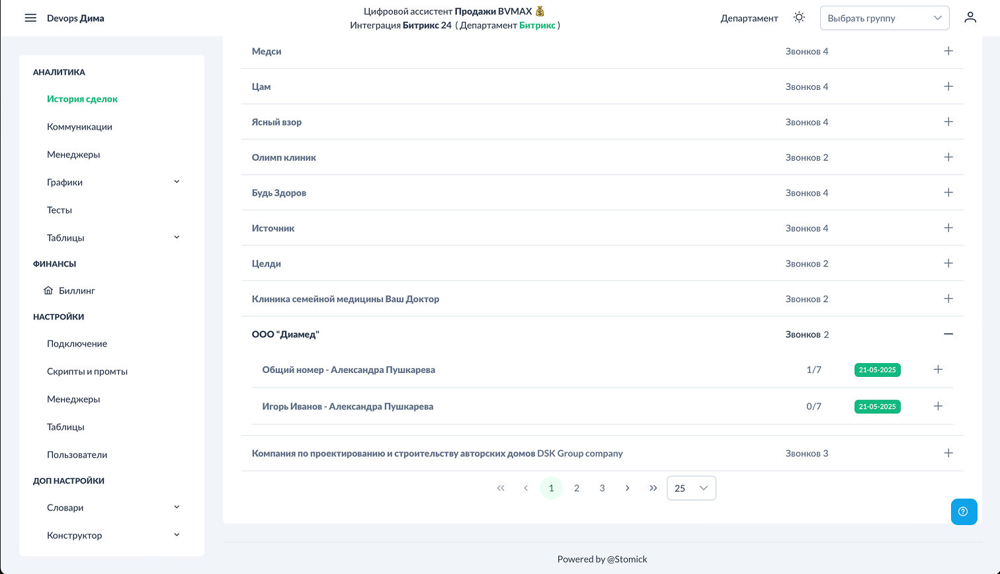 Devops Дима
Цифровой ассистент Продажи BVMAX 💰
Интеграция Битрикс 24 ( Департамент Битрикс )
Департамент
Выбрать группу
АНАЛИТИКА
История сделок
Коммуникации
Менеджеры
Графики
Тесты
Таблицы
ФИНАНСЫ
Биллинг
НАСТРОЙКИ
Подключение
Скрипты и промты
Менеджеры
Таблицы
Пользователи
ДОП НАСТРОЙКИ
Словари
Конструктор
Медси Звонков 4
Цам Звонков 4
Ясный взор Звонков 4
Олимп клиник Звонков 2
Будь Здоров Звонков 4
Источник Звонков 4
Целди Звонков 2
Клиника семейной медицины Ваш Доктор Звонков 2
ООО "Диамед" Звонков 2
Общий номер - Александра Пушкарева 1/7 21-05-2025
Игорь Иванов - Александра Пушкарева 0/7 21-05-2025
Компания по проектированию и строительству авторских домов DSK Group company Звонков 3
1 2 3 25
Powered by @Stomick